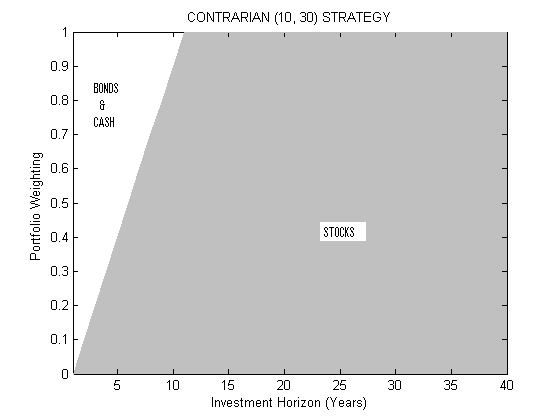 CONTRARIAN (10, 30) STRATEGY
1
0.9
0.8
0.7
0.6
0.5
0.4
0.3
0.2
0.1
0
Portfolio Weighting
BONDS
&
CASH
STOCKS
5 10 15 20 25 30 35 40
Investment Horizon (Years)